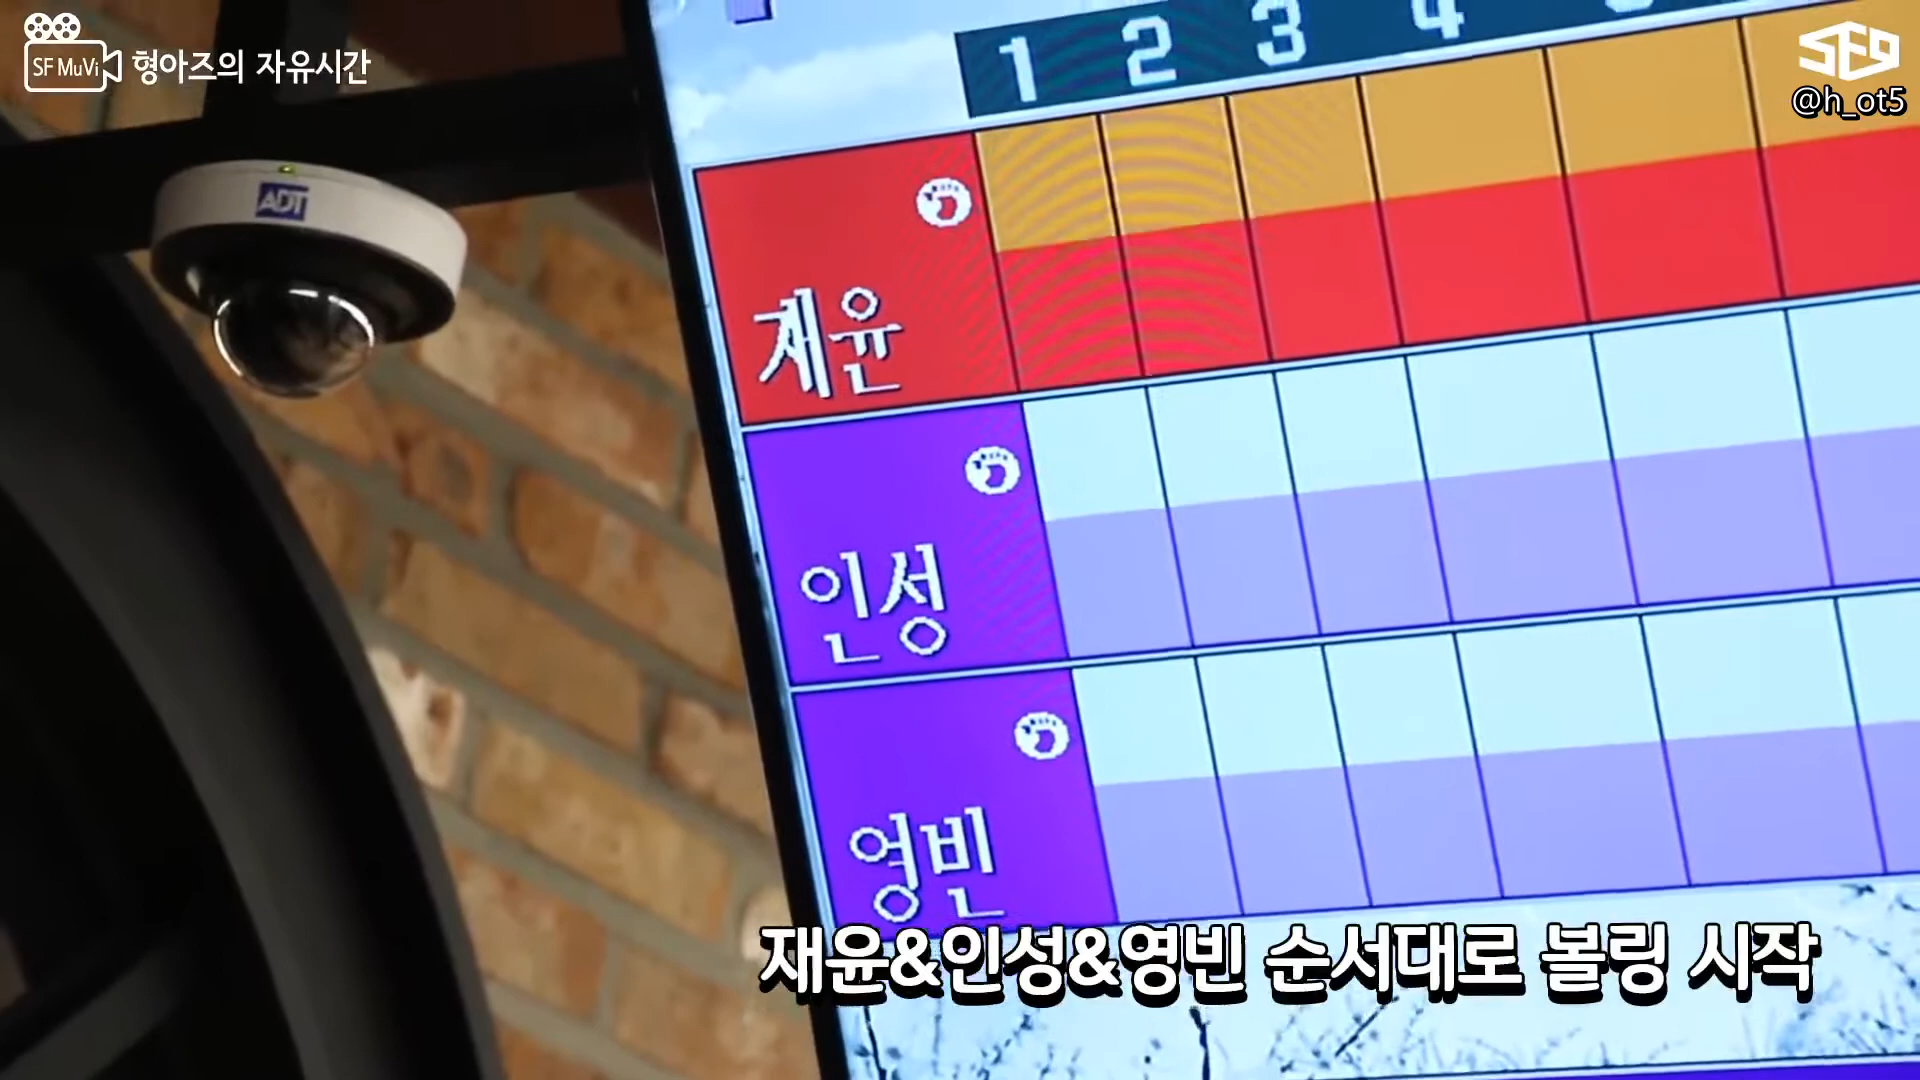 SF MuVi 형아즈의 자유시간
SF9
@h_ot5
ADT
1 2 3 4
재윤
인성
영빈
재윤&인성&영빈 순서대로 볼링 시작